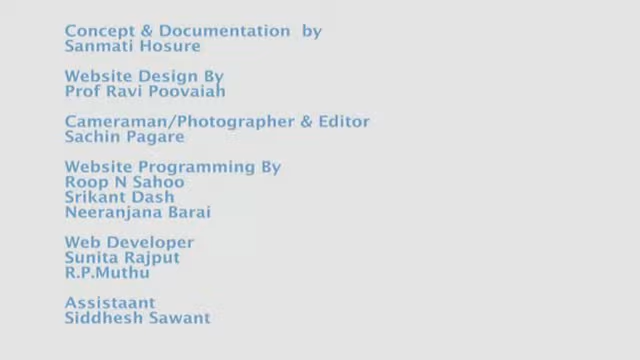 Concept & Documentation  by
Sanmati Hosure
Website Design By
Prof Ravi Poovaiah
Cameraman/Photographer & Editor
Sachin Pagare
Website Programming By
Roop N Sahoo
Srikant Dash
Neeranjana Barai
Web Developer
Sunita Rajput
R.P.Muthu
Assistaant
Siddhesh Sawant